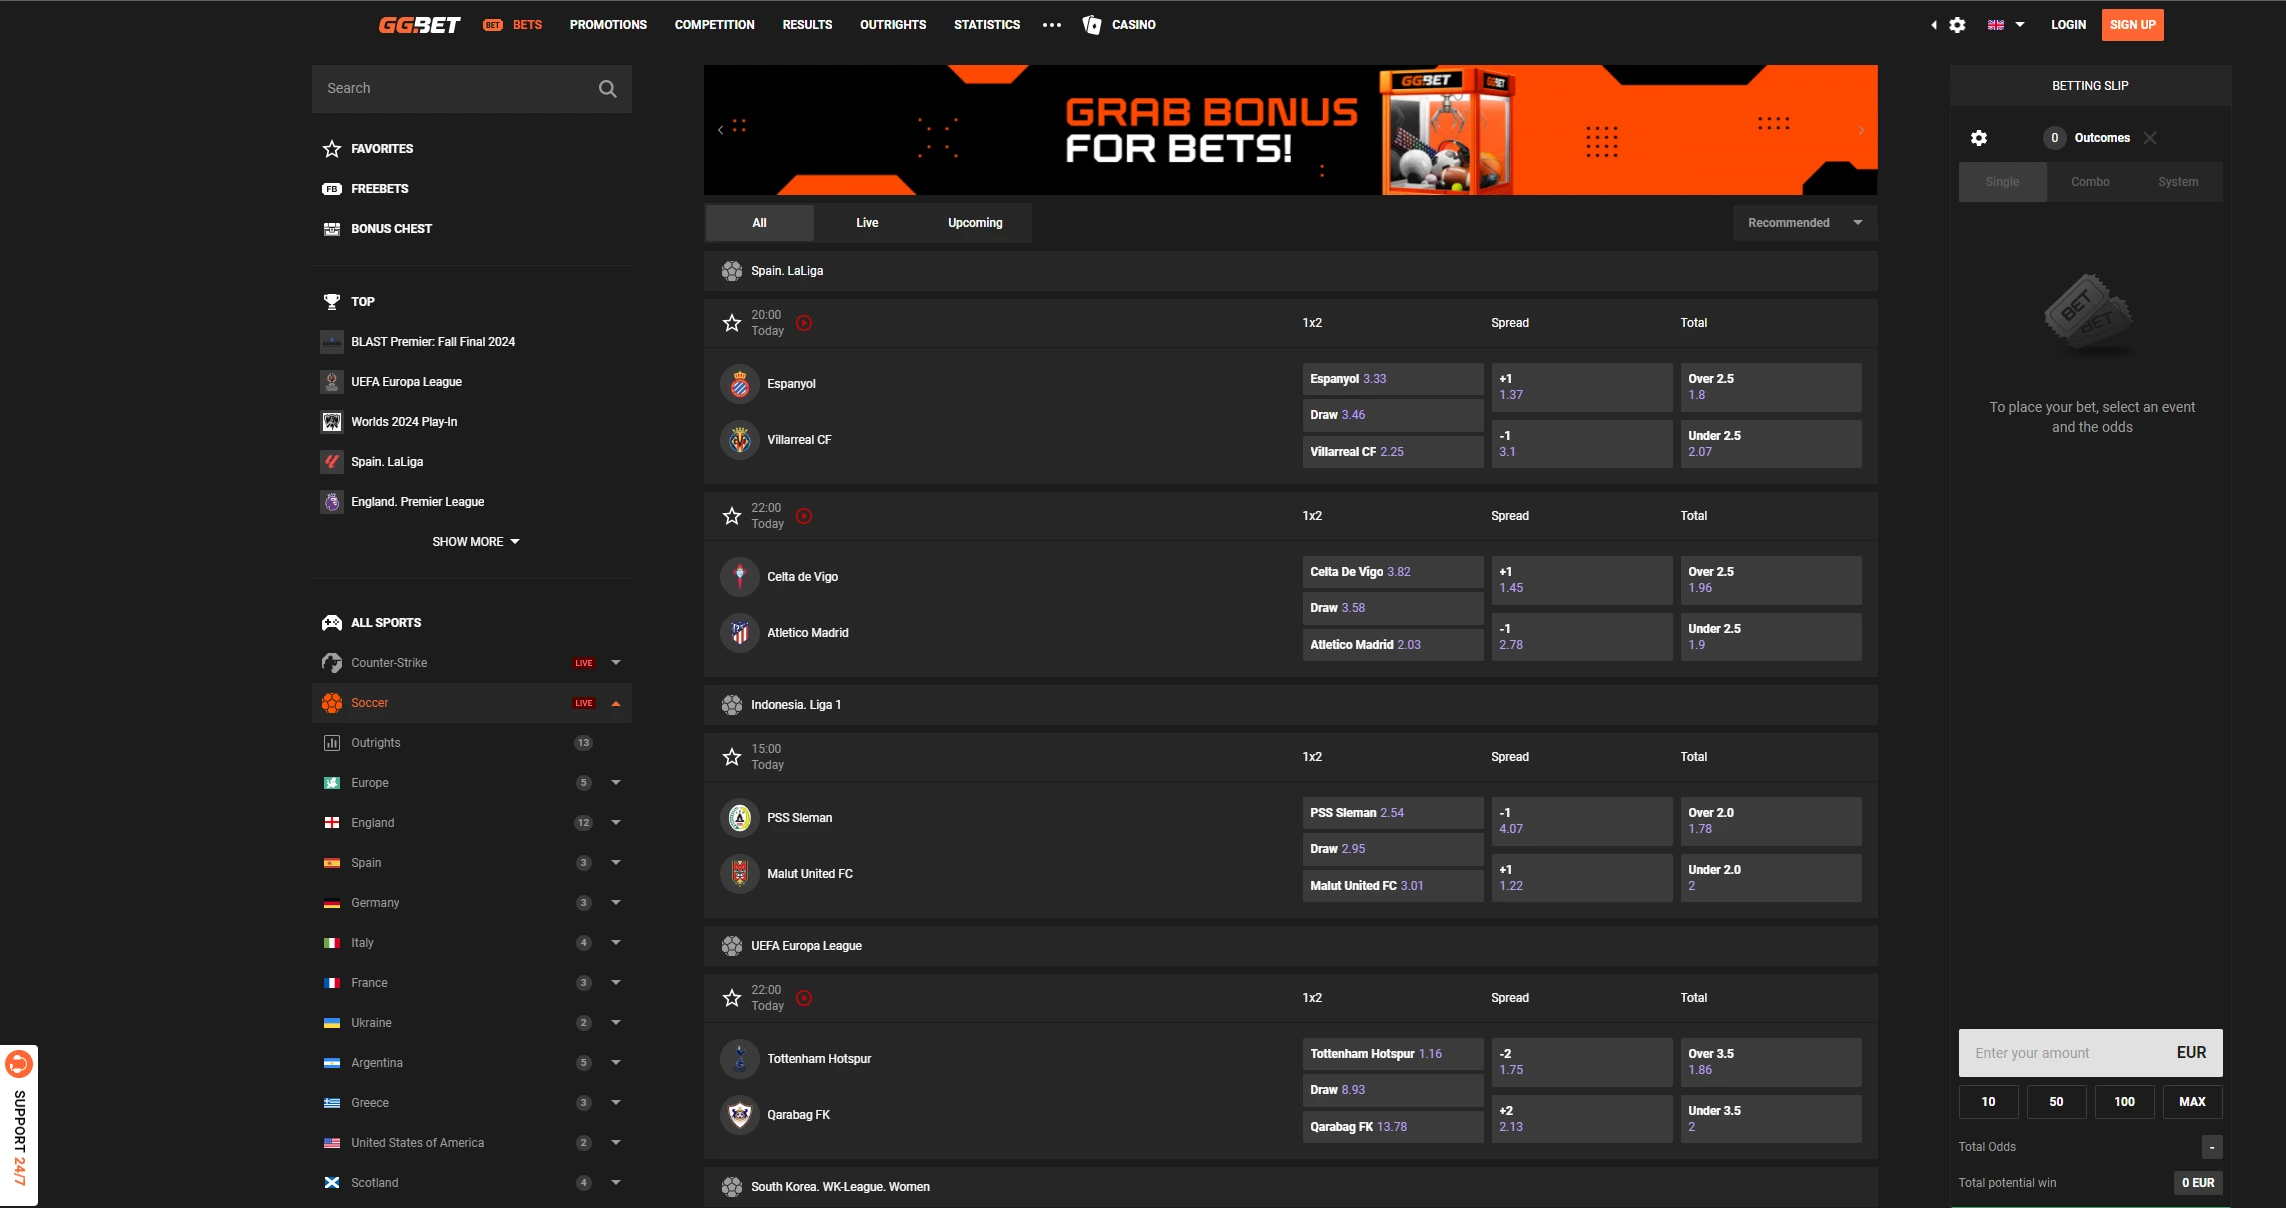 GGBET
BET BETS
PROMOTIONS
COMPETITION
RESULTS
OUTRIGHTS
STATISTICS
CASINO
LOGIN
SIGN UP
Search
FAVORITES
FB FREEBETS
BONUS CHEST
TOP
BLAST Premier: Fall Final 2024
UEFA Europa League
Worlds 2024 Play-In
Spain. LaLiga
England. Premier League
SHOW MORE
ALL SPORTS
Counter-Strike LIVE
Soccer LIVE
Outrights 13
Europe 5
England 12
Spain 3
Germany 3
Italy 4
France 3
Ukraine 2
Argentina 5
Greece 3
United States of America 2
Scotland 4
SUPPORT 24/7
GGBET GGBET
GRAB BONUS
FOR BETS!
All Live Upcoming
Recommended
Spain. LaLiga
20:00
Today
1x2 Spread Total
Espanyol
Villarreal CF
Espanyol 3.33
Draw 3.46
Villarreal CF 2.25
+1
1.37
-1
3.1
Over 2.5
1.8
Under 2.5
2.07
22:00
Today
1x2 Spread Total
Celta de Vigo
Atletico Madrid
Celta De Vigo 3.82
Draw 3.58
Atletico Madrid 2.03
+1
1.45
-1
2.78
Over 2.5
1.96
Under 2.5
1.9
Indonesia. Liga 1
15:00
Today
1x2 Spread Total
PSS Sleman
Malut United FC
PSS Sleman 2.54
Draw 2.95
Malut United FC 3.01
-1
4.07
+1
1.22
Over 2.0
1.78
Under 2.0
2
UEFA Europa League
22:00
Today
1x2 Spread Total
Tottenham Hotspur
Qarabag FK
Tottenham Hotspur 1.16
Draw 8.93
Qarabag FK 13.78
-2
1.75
+2
2.13
Over 3.5
1.86
Under 3.5
2
South Korea. WK-League. Women
BETTING SLIP
0 Outcomes
Single Combo System
BET
BET
To place your bet, select an event
and the odds
Enter your amount EUR
10 50 100 MAX
Total Odds -
Total potential win 0 EUR